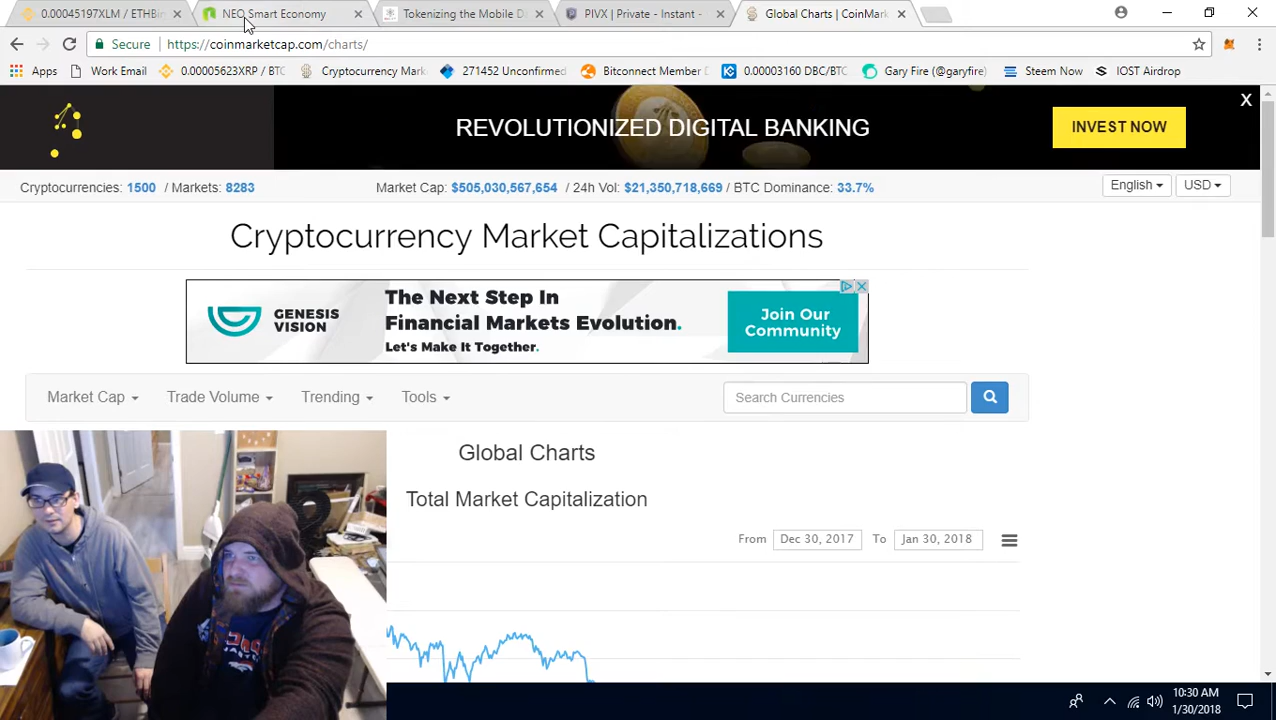 0.00045197XLM / ETHBin
NEO Smart Economy
Tokenizing the Mobile D
PIVX | Private - Instant -
Global Charts | CoinMark
Secure
https://coinmarketcap.com/charts/
Apps
Work Email
0.00005623XRP / BTC
Cryptocurrency Mark
271452 Unconfirmed
Bitconnect Member D
0.00003160 DBC/BTC
Gary Fire (@garyfire)
Steem Now
IOST Airdrop
REVOLUTIONIZED DIGITAL BANKING
INVEST NOW
X
Cryptocurrencies: 1500 / Markets: 8283
Market Cap: $505,030,567,654 / 24h Vol: $21,350,718,669 / BTC Dominance: 33.7%
English
USD
Cryptocurrency Market Capitalizations
GENESIS
VISION
The Next Step In
Financial Markets Evolution.
Let's Make It Together.
Join Our
Community
Market Cap
Trade Volume
Trending
Tools
Search Currencies
Global Charts
Total Market Capitalization
From Dec 30, 2017 To Jan 30, 2018
10:30 AM
1/30/2018